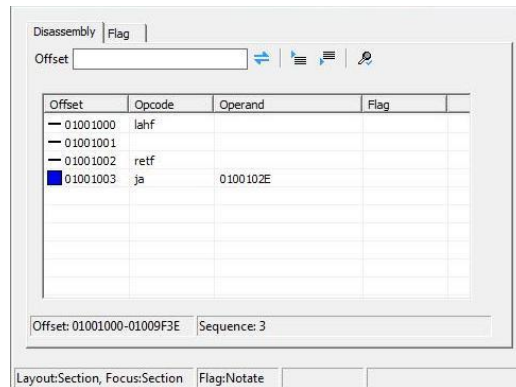 Disassembly Flag
Offset
Offset Opcode Operand Flag
01001000 lahf
01001001
01001002 retf
01001003 ja 0100102E
Offset: 01001000-01009F3E Sequence: 3
Layout:Section, Focus:Section Flag:Notate